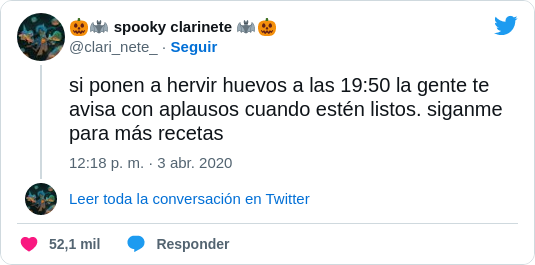 🎃🦇 spooky clarinete 🦇🎃
@clari_nete_ · Seguir
si ponen a hervir huevos a las 19:50 la gente te
avisa con aplausos cuando estén listos. siganme
para más recetas
12:18 p. m. · 3 abr. 2020
Leer toda la conversación en Twitter
52,1 mil Responder